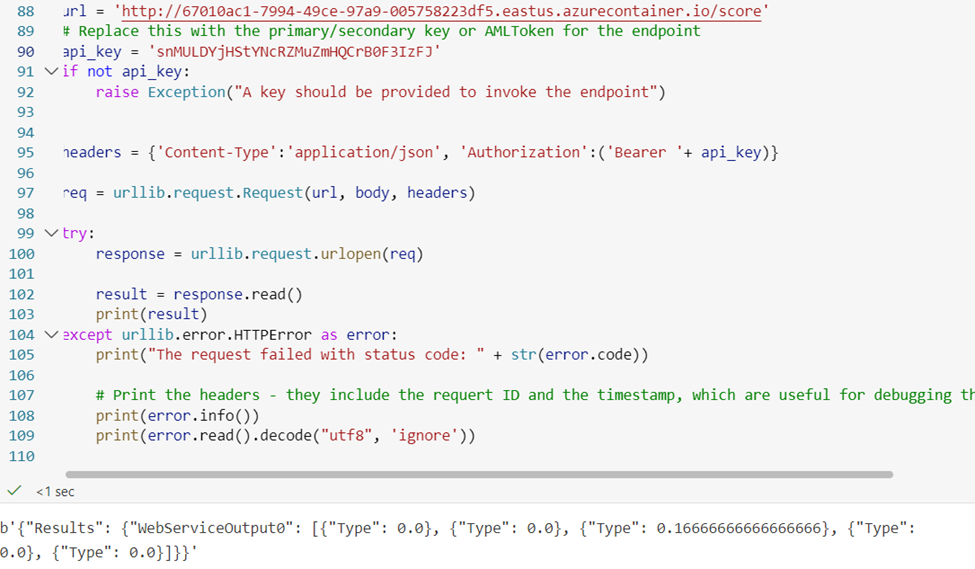 88 url = 'http://67010ac1-7994-49ce-97a9-005758223df5.eastus.azurecontainer.io/score'
89 # Replace this with the primary/secondary key or AMLToken for the endpoint
90 api_key = 'snMULDYjHStYNcRZMuZmHQCrB0F3IzFJ'
91 if not api_key:
92 raise Exception("A key should be provided to invoke the endpoint")
93
94
95 headers = {'Content-Type':'application/json', 'Authorization':('Bearer '+ api_key)}
96
97 req = urllib.request.Request(url, body, headers)
98
99 try:
100 response = urllib.request.urlopen(req)
101
102 result = response.read()
103 print(result)
104 except urllib.error.HTTPError as error:
105 print("The request failed with status code: " + str(error.code))
106
107 # Print the headers - they include the requert ID and the timestamp, which are useful for debugging th
108 print(error.info())
109 print(error.read().decode("utf8", 'ignore'))
110
<1 sec
b'{"Results": {"WebServiceOutput0": [{"Type": 0.0}, {"Type": 0.0}, {"Type": 0.16666666666666666}, {"Type":
0.0}, {"Type": 0.0}]}}'